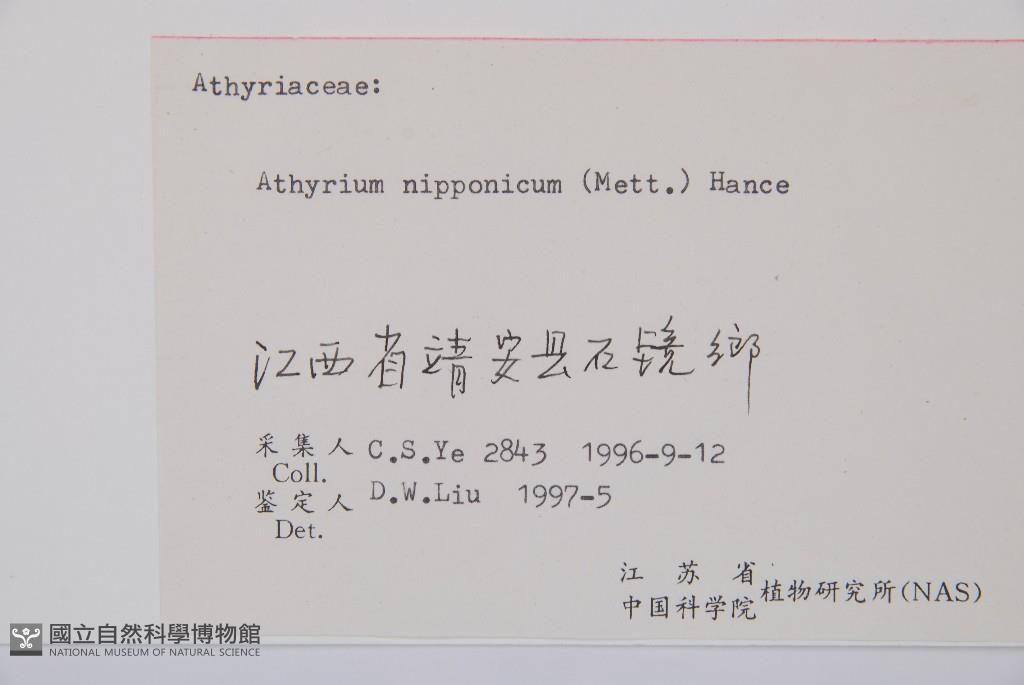 Athyriaceae:
Athyrium nipponicum (Mett.) Hance
江西省靖安县石镜鄉
采集人 C.S.Ye 2843 1996-9-12
Coll.
鉴定人 D.W.Liu 1997-5
Det.
江苏省
中国科学院植物研究所(NAS)
國立自然科學博物館
NATIONAL MUSEUM OF NATURAL SCIENCE